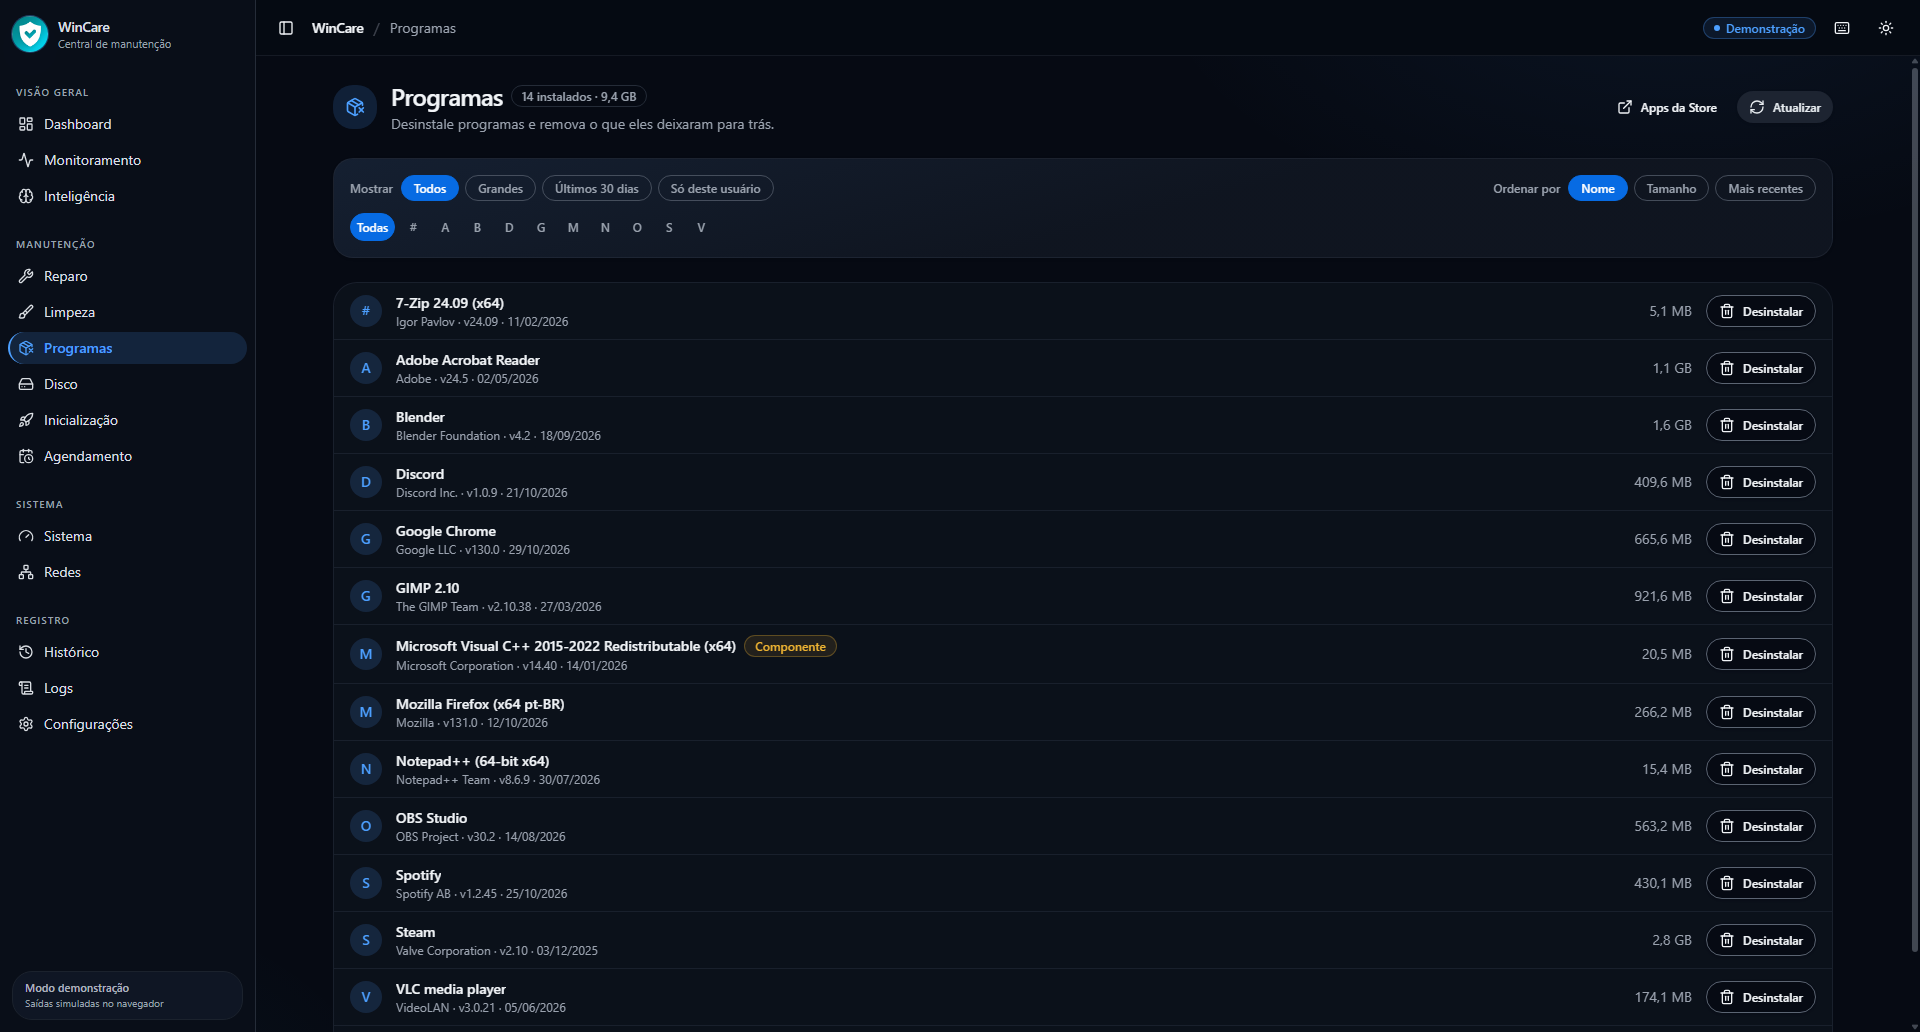 WinCare
Central de manutenção
VISÃO GERAL
Dashboard
Monitoramento
Inteligência
MANUTENÇÃO
Reparo
Limpeza
Programas
Disco
Inicialização
Agendamento
SISTEMA
Sistema
Redes
REGISTRO
Histórico
Logs
Configurações
Modo demonstração
Saídas simuladas no navegador
WinCare / Programas
Demonstração
Programas 14 instalados · 9,4 GB
Desinstale programas e remova o que eles deixaram para trás.
Apps da Store Atualizar
Mostrar Todos Grandes Últimos 30 dias Só deste usuário
Ordenar por Nome Tamanho Mais recentes
Todas # A B D G M N O S V
# 7-Zip 24.09 (x64)
Igor Pavlov · v24.09 · 11/02/2026
5,1 MB Desinstalar
A Adobe Acrobat Reader
Adobe · v24.5 · 02/05/2026
1,1 GB Desinstalar
B Blender
Blender Foundation · v4.2 · 18/09/2026
1,6 GB Desinstalar
D Discord
Discord Inc. · v1.0.9 · 21/10/2026
409,6 MB Desinstalar
G Google Chrome
Google LLC · v130.0 · 29/10/2026
665,6 MB Desinstalar
G GIMP 2.10
The GIMP Team · v2.10.38 · 27/03/2026
921,6 MB Desinstalar
M Microsoft Visual C++ 2015-2022 Redistributable (x64) Componente
Microsoft Corporation · v14.40 · 14/01/2026
20,5 MB Desinstalar
M Mozilla Firefox (x64 pt-BR)
Mozilla · v131.0 · 12/10/2026
266,2 MB Desinstalar
N Notepad++ (64-bit x64)
Notepad++ Team · v8.6.9 · 30/07/2026
15,4 MB Desinstalar
O OBS Studio
OBS Project · v30.2 · 14/08/2026
563,2 MB Desinstalar
S Spotify
Spotify AB · v1.2.45 · 25/10/2026
430,1 MB Desinstalar
S Steam
Valve Corporation · v2.10 · 03/12/2025
2,8 GB Desinstalar
V VLC media player
VideoLAN · v3.0.21 · 05/06/2026
174,1 MB Desinstalar